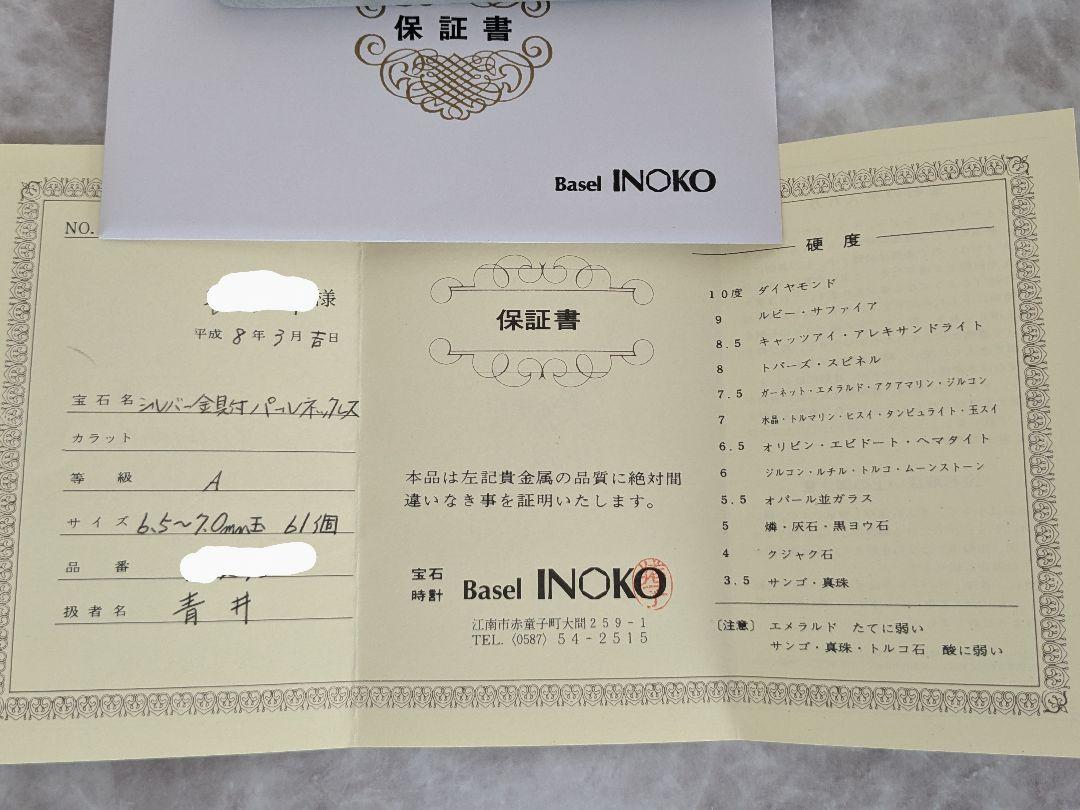 保証書
Basel INOKO
NO.
様
平成 8年 3月 吉日
宝石名 シルバー金具付パールネックレス
カラット
等級 A
サイズ 6.5〜7.0mm玉 61個
品番
扱者名 青井
保証書
本品は左記貴金属の品質に絶対間
違いなき事を証明いたします。
宝石
時計 Basel INOKO
江南市赤童子町大間259-1
TEL.〈0587〉54-2515
硬度
10度 ダイヤモンド
9 ルビー・サファイア
8.5 キャッツアイ・アレキサンドライト
8 トパーズ・スピネル
7.5 ガーネット・エメラルド・アクアマリン・ジルコン
7 水晶・トルマリン・ヒスイ・タンビュライト・玉スイ
6.5 オリビン・エピドート・ヘマタイト
6 ジルコン・ルチル・トルコ・ムーンストーン
5.5 オパール並ガラス
5 燐・灰石・黒ヨウ石
4 クジャク石
3.5 サンゴ・真珠
〔注意〕 エメラルド たてに弱い
サンゴ・真珠・トルコ石 酸に弱い